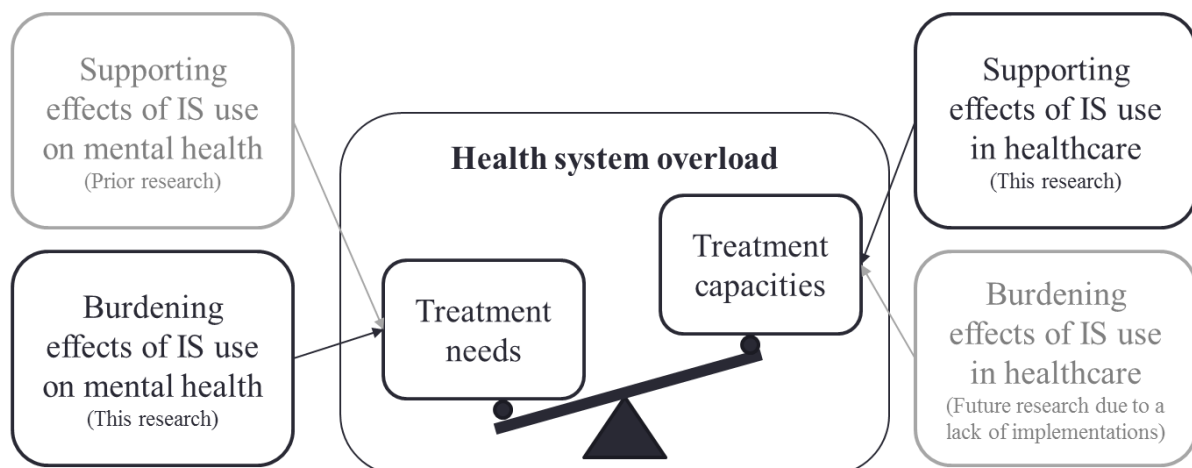 Supporting
effects of IS use
on mental health
(Prior research)
Burdening
effects of IS use
on mental health
(This research)
Health system overload
Treatment
needs
Treatment
capacities
Supporting
effects of IS use
in healthcare
(This research)
Burdening
effects of IS use
in healthcare
(Future research due to a
lack of implementations)